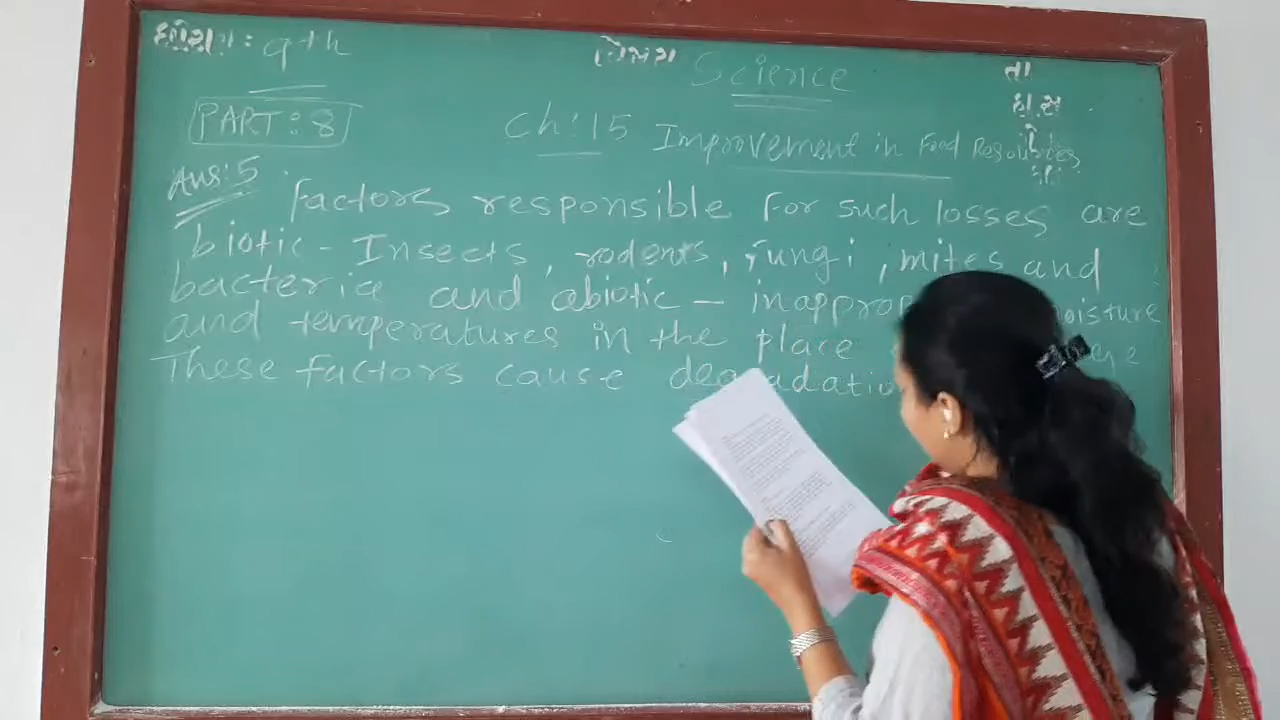 ધોરણ : 9th
વિષય Science
તા
PART : 8
Ch : 15 Improvement in Food Resources
Ans : 5 Factors responsible for such losses are
biotic - Insects, rodents, fungi, mites and
bacteria and abiotic - inapprop moisture
and temperatures in the place
These factors cause degradatio